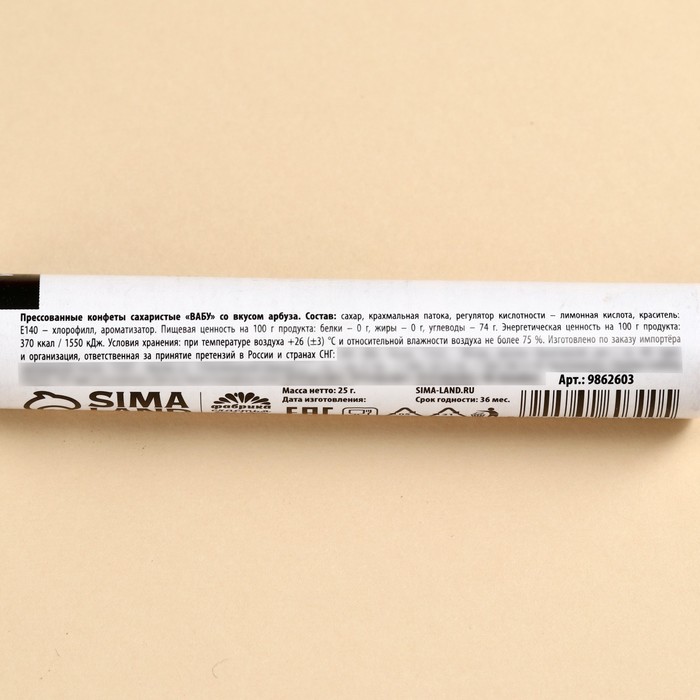 Прессованные конфеты сахаристые «ВАБУ» со вкусом арбуза. Состав: сахар, крахмальная патока, регулятор кислотности – лимонная кислота, краситель:
Е140 – хлорофилл, ароматизатор. Пищевая ценность на 100 г продукта: белки – 0 г, жиры – 0 г, углеводы – 74 г. Энергетическая ценность на 100 г продукта:
370 ккал / 1550 кДж. Условия хранения: при температуре воздуха +26 (±3) °С и относительной влажности воздуха не более 75 %. Изготовлено по заказу импортёра
и организация, ответственная за принятие претензий в России и странах СНГ:
Арт.: 9862603
SIMA
LAND
фабрика
счастья
Масса нетто: 25 г.
Дата изготовления:
EAC
SIMA-LAND.RU
Срок годности: 36 мес.